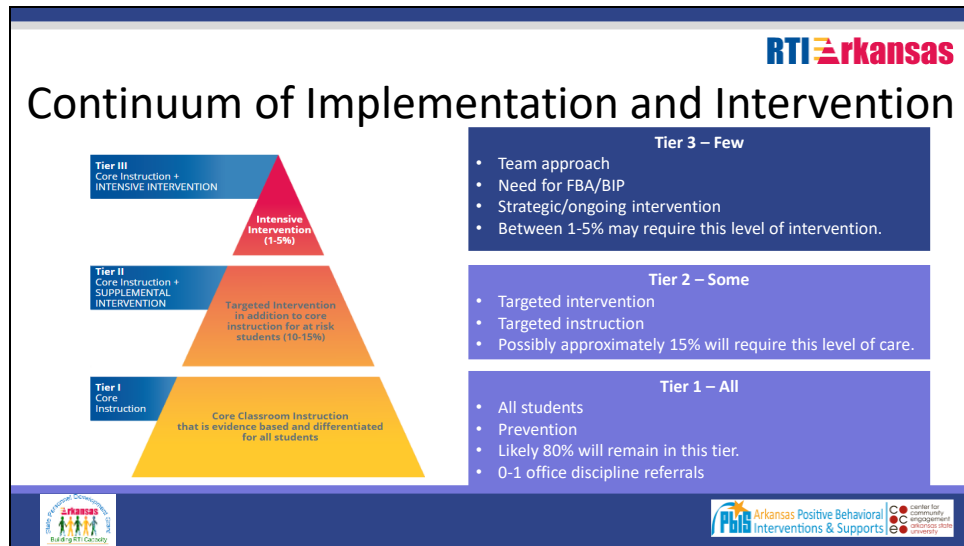 RTI Arkansas
Continuum of Implementation and Intervention
Tier III
Core Instruction +
INTENSIVE INTERVENTION
Intensive
Intervention
(1-5%)
Tier II
Core Instruction +
SUPPLEMENTAL
INTERVENTION
Targeted Intervention
in addition to core
instruction for at risk
students (10-15%)
Tier I
Core
Instruction
Core Classroom Instruction
that is evidence based and differentiated
for all students
Tier 3 – Few
• Team approach
• Need for FBA/BIP
• Strategic/ongoing intervention
• Between 1-5% may require this level of intervention.
Tier 2 – Some
• Targeted intervention
• Targeted instruction
• Possibly approximately 15% will require this level of care.
Tier 1 – All
• All students
• Prevention
• Likely 80% will remain in this tier.
• 0-1 office discipline referrals
State Personnel Development Grant
Arkansas
Building RTI Capacity
PBIS
Arkansas Positive Behavioral
Interventions & Supports
center for
community
engagement
arkansas state
university